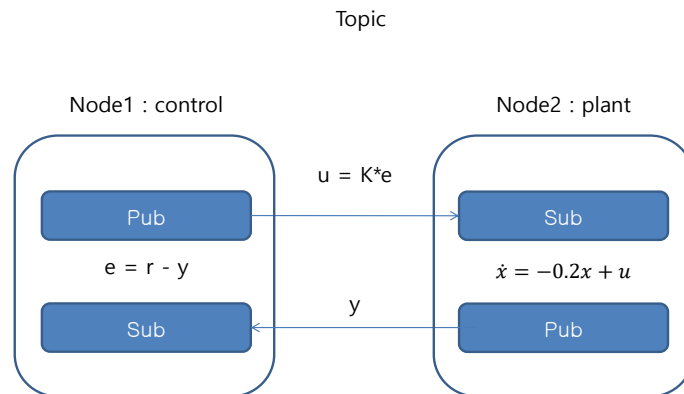 Topic
Node1 : control
Node2 : plant
u = K*e
Pub
Sub
e = r - y
ẋ = −0.2x + u
y
Sub
Pub